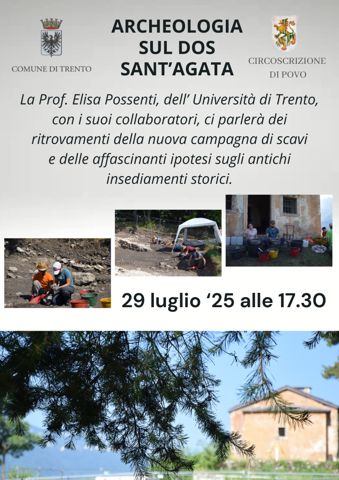 ARCHEOLOGIA
SUL DOS
SANT'AGATA
COMUNE DI TRENTO
CIRCOSCRIZIONE
DI POVO
La Prof. Elisa Possenti, dell' Università di Trento,
con i suoi collaboratori, ci parlerà dei
ritrovamenti della nuova campagna di scavi
e delle affascinanti ipotesi sugli antichi
insediamenti storici.
29 luglio '25 alle 17.30